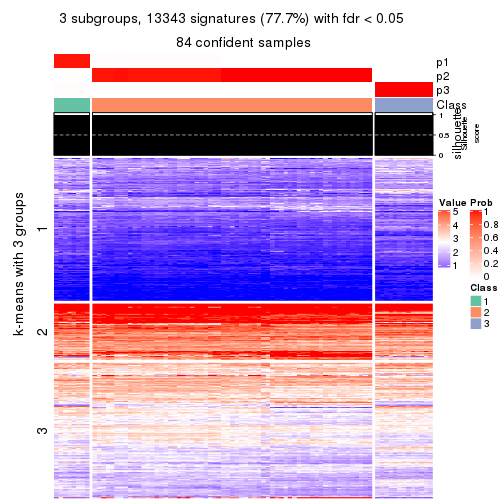 3 subgroups, 13343 signatures (77.7%) with fdr < 0.05
84 confident samples
p1
p2
p3
Class
silhouette
1
0.5
0
Silhouette
score
k-means with 3 groups
1
2
3
Value
5
4
3
2
1
Prob
1
0.8
0.6
0.4
0.2
0
Class
1
2
3